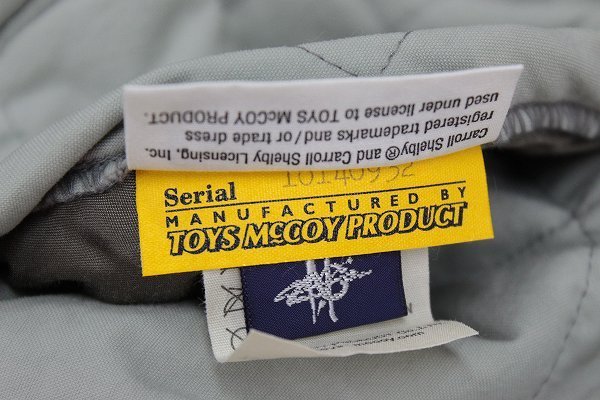 Carroll Shelby® and Carroll Shelby Licensing, Inc.
registered trademarks and/or trade dress
used under license to TOYS McCOY PRODUCT.
Serial 10140932
MANUFACTURED BY
TOYS McCOY PRODUCT